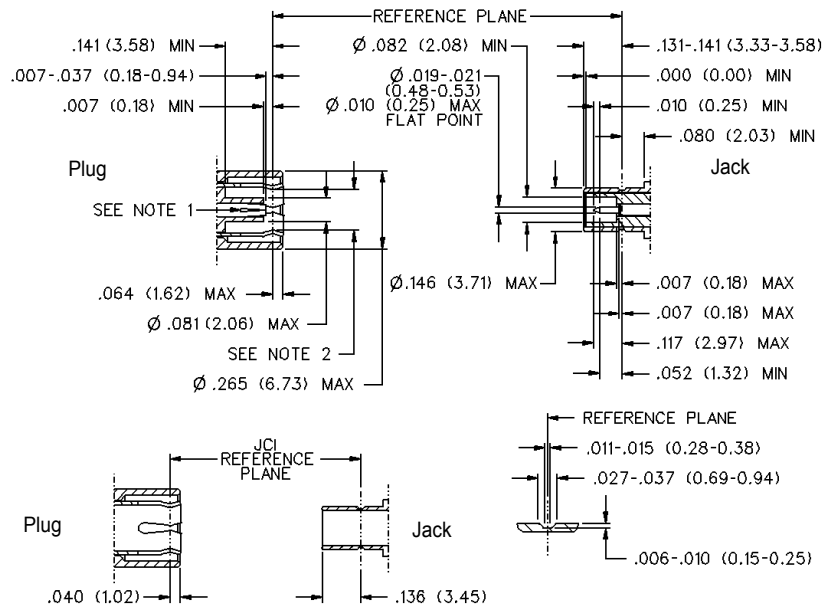 REFERENCE PLANE
.141 (3.58) MIN
Ø .082 (2.08) MIN
.131-.141 (3.33-3.58)
.007-.037 (0.18-0.94)
Ø .019-.021
(0.48-0.53)
.000 (0.00) MIN
.007 (0.18) MIN
Ø .010 (0.25) MAX
FLAT POINT
.010 (0.25) MIN
.080 (2.03) MIN
Plug
Jack
SEE NOTE 1
.064 (1.62) MAX
Ø .146 (3.71) MAX
.007 (0.18) MAX
Ø .081 (2.06) MAX
.007 (0.18) MAX
SEE NOTE 2
.117 (2.97) MAX
Ø .265 (6.73) MAX
.052 (1.32) MIN
REFERENCE PLANE
JCI
REFERENCE
PLANE
.011-.015 (0.28-0.38)
.027-.037 (0.69-0.94)
Plug
Jack
.006-.010 (0.15-0.25)
.040 (1.02)
.136 (3.45)